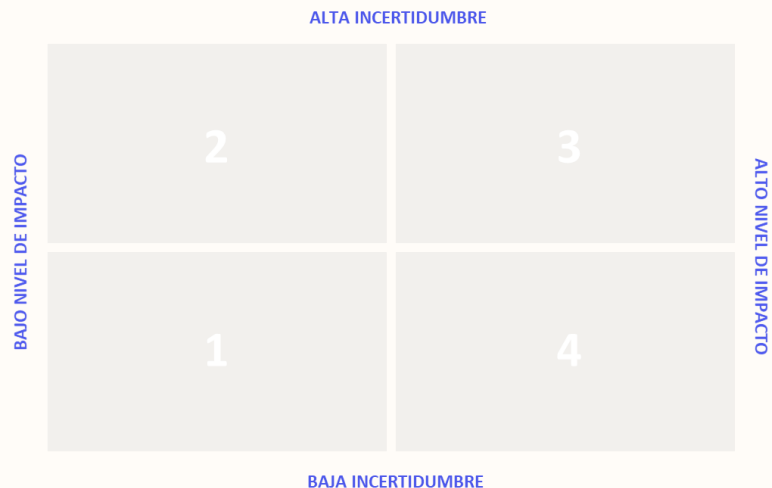 ALTA INCERTIDUMBRE
BAJO NIVEL DE IMPACTO
2
3
ALTO NIVEL DE IMPACTO
1
4
BAJA INCERTIDUMBRE